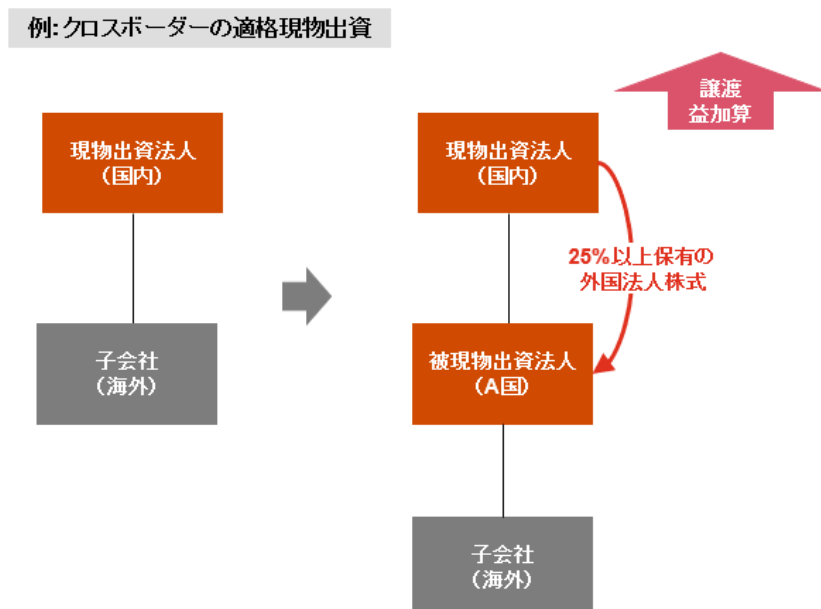 例: クロスボーダーの適格現物出資
譲渡
益加算
現物出資法人
（国内）
現物出資法人
（国内）
25%以上保有の
外国法人株式
子会社
（海外）
被現物出資法人
（A国）
子会社
（海外）